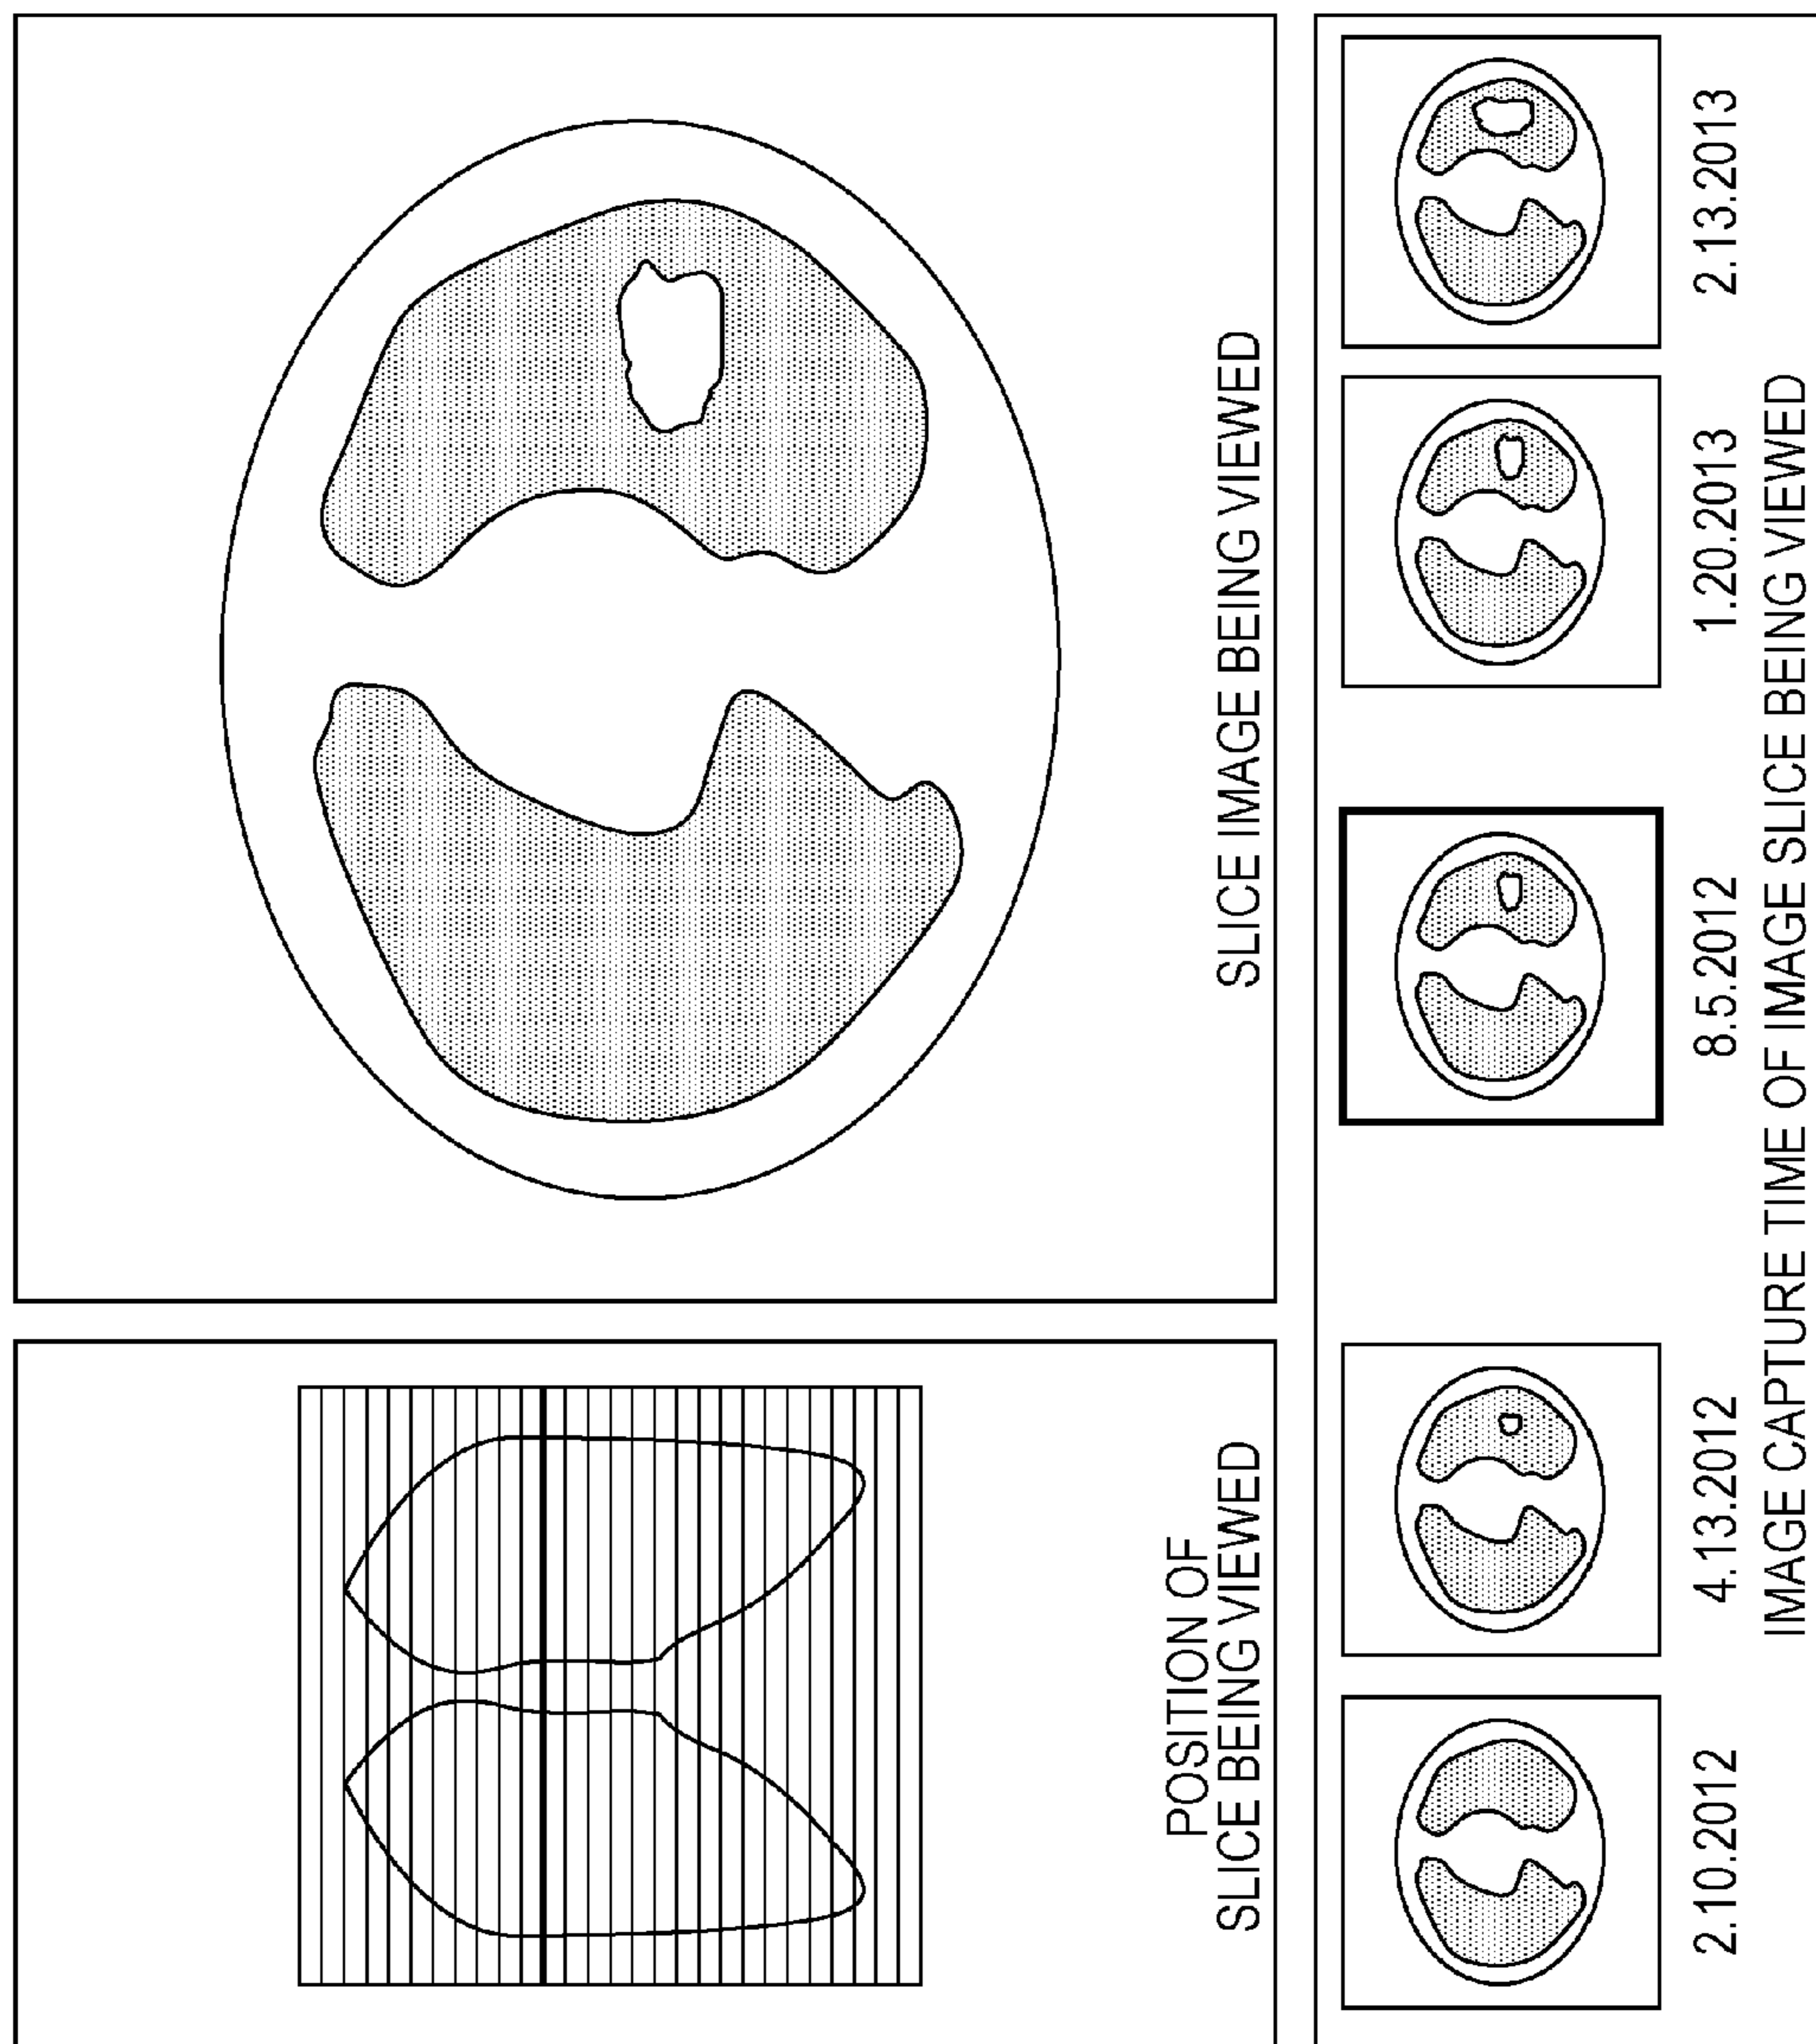 POSITION OF
SLICE BEING VIEWED
SLICE IMAGE BEING VIEWED
2.10.2012
4.13.2012
8.5.2012
1.20.2013
2.13.2013
IMAGE CAPTURE TIME OF IMAGE SLICE BEING VIEWED